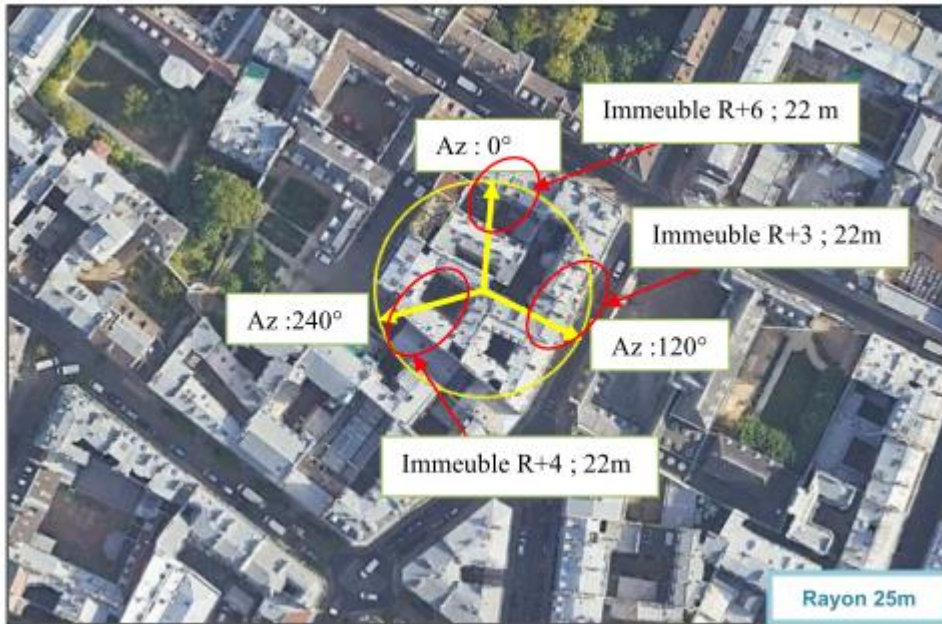 Immeuble R+6 ; 22 m
Az : 0°
Immeuble R+3 ; 22m
Az :240°
Az :120°
Immeuble R+4 ; 22m
Rayon 25m